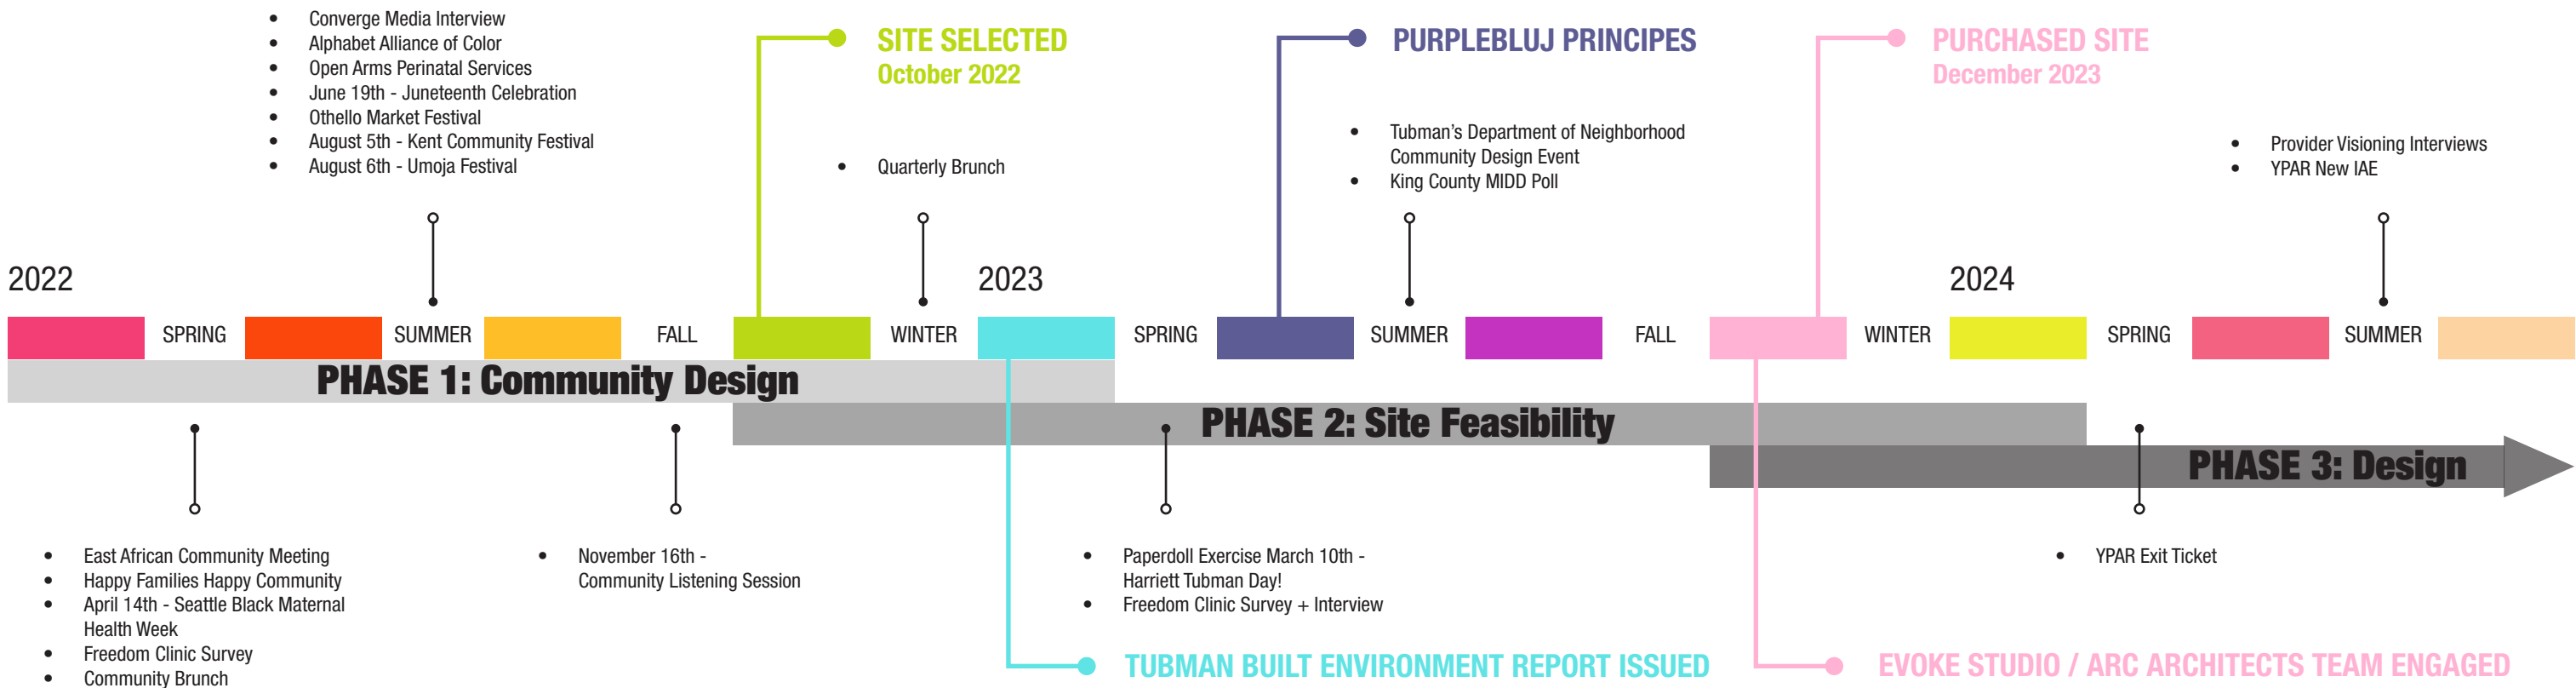 Converge Media Interview
Alphabet Alliance of Color
Open Arms Perinatal Services
June 19th - Juneteenth Celebration
Othello Market Festival
August 5th - Kent Community Festival
August 6th - Umoja Festival
SITE SELECTED
October 2022
Quarterly Brunch
PURPLEBLUJ PRINCIPES
Tubman’s Department of Neighborhood
Community Design Event
King County MIDD Poll
PURCHASED SITE
December 2023
Provider Visioning Interviews
YPAR New IAE
2022
2023
2024
SPRING
SUMMER
FALL
WINTER
SPRING
SUMMER
FALL
WINTER
SPRING
SUMMER
PHASE 1: Community Design
PHASE 2: Site Feasibility
PHASE 3: Design
East African Community Meeting
Happy Families Happy Community
April 14th - Seattle Black Maternal
Health Week
Freedom Clinic Survey
Community Brunch
November 16th -
Community Listening Session
Paperdoll Exercise March 10th -
Harriett Tubman Day!
Freedom Clinic Survey + Interview
TUBMAN BUILT ENVIRONMENT REPORT ISSUED
YPAR Exit Ticket
EVOKE STUDIO / ARC ARCHITECTS TEAM ENGAGED